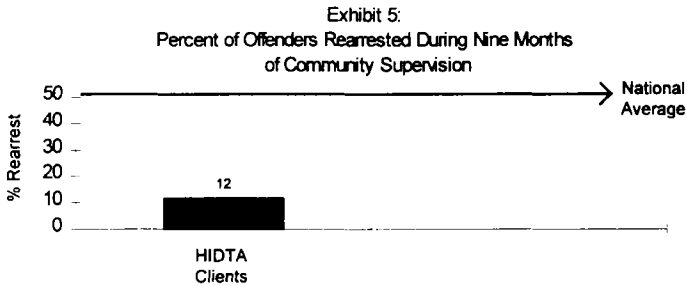 Exhibit 5:
Percent of Offenders Rearrested During Nine Months
of Community Supervision
50
National
Average
40
% Rearrest
30
20
12
10
0
HIDTA
Clients